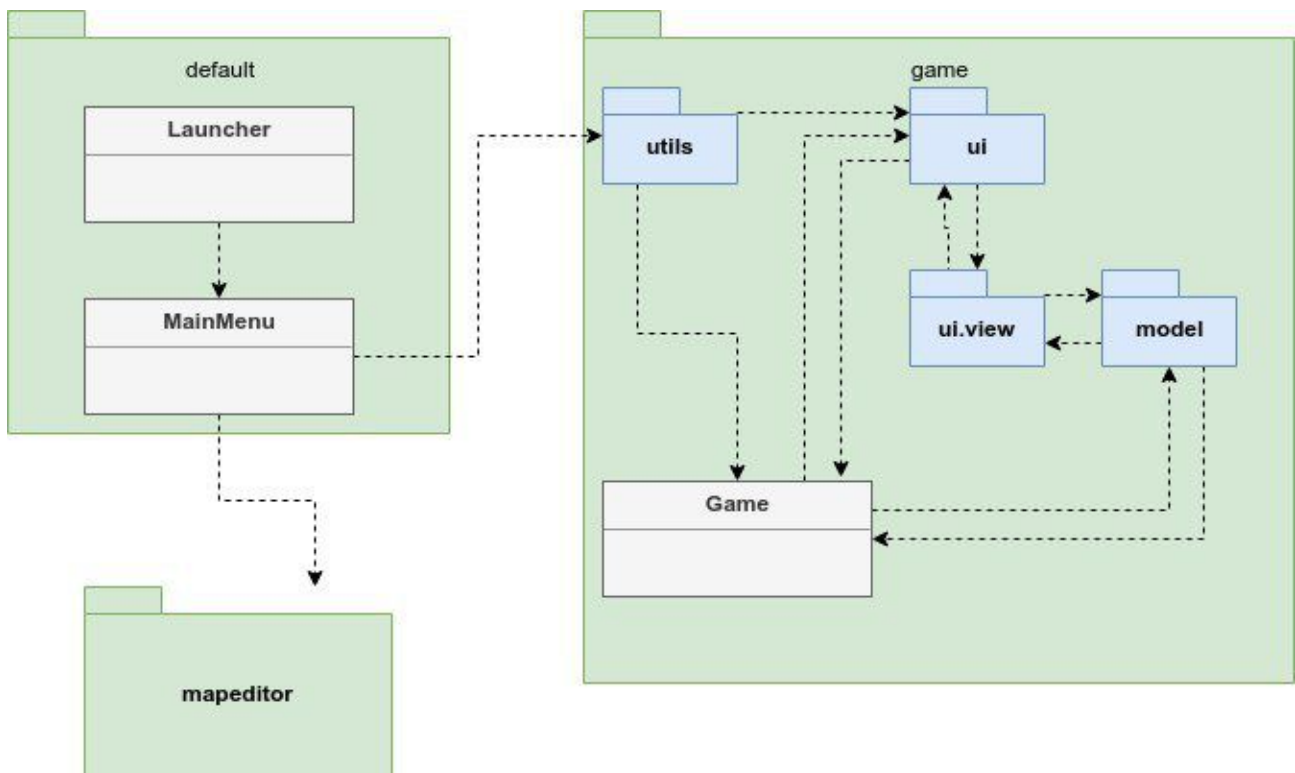 default
Launcher
MainMenu
mapeditor
game
utils
ui
ui.view
model
Game